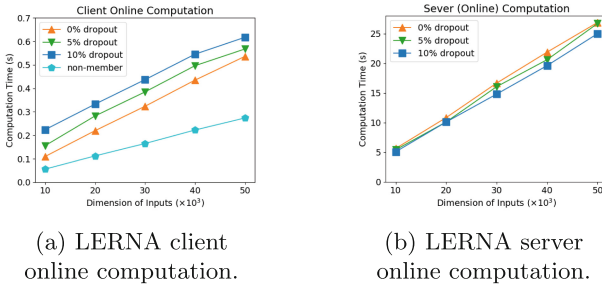 Client Online Computation
0.7
0.6
0.5
0.4
0.3
0.2
0.1
0.0
Computation Time (s)
0% dropout
5% dropout
10% dropout
non-member
10 20 30 40 50
Dimension of Inputs (×10³)
(a) LERNA client
online computation.
Sever (Online) Computation
25
20
15
10
5
0
Computation Time (s)
0% dropout
5% dropout
10% dropout
10 20 30 40 50
Dimension of Inputs (×10³)
(b) LERNA server
online computation.